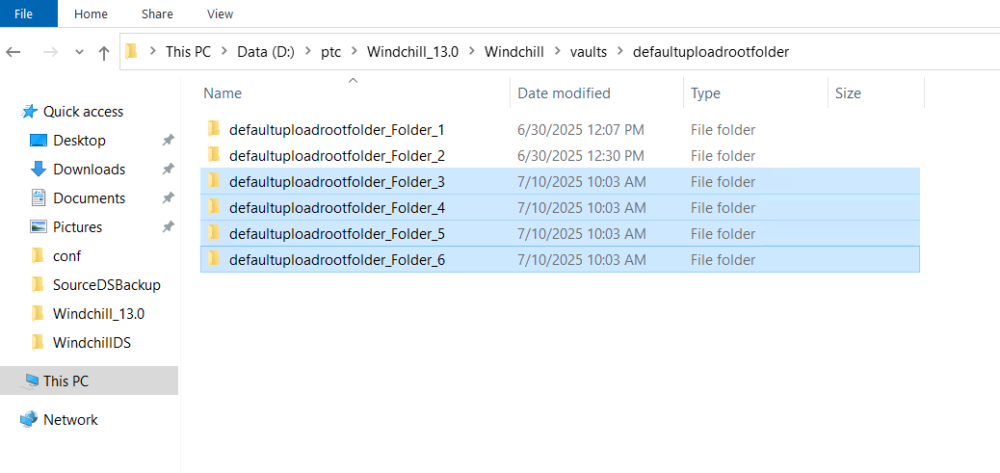 File Home Share View
This PC Data (D:) ptc Windchill_13.0 Windchill vaults defaultuploadrootfolder
Name Date modified Type Size
Quick access
Desktop
Downloads
Documents
Pictures
conf
SourceDSBackup
Windchill_13.0
WindchillDS
This PC
Network
defaultuploadrootfolder_Folder_1 6/30/2025 12:07 PM File folder
defaultuploadrootfolder_Folder_2 6/30/2025 12:30 PM File folder
defaultuploadrootfolder_Folder_3 7/10/2025 10:03 AM File folder
defaultuploadrootfolder_Folder_4 7/10/2025 10:03 AM File folder
defaultuploadrootfolder_Folder_5 7/10/2025 10:03 AM File folder
defaultuploadrootfolder_Folder_6 7/10/2025 10:03 AM File folder